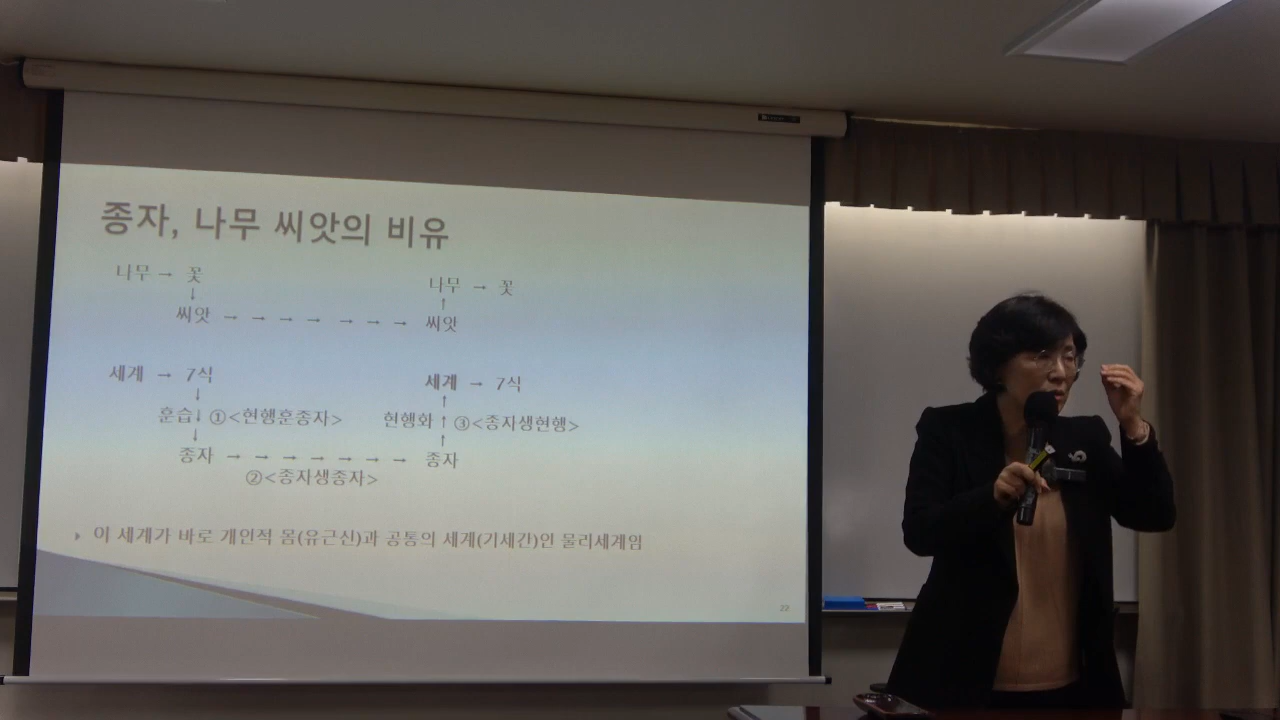 종자, 나무 씨앗의 비유
나무 → 꽃
↓
씨앗 → → → → → → → 씨앗
↑
나무 → 꽃
세계 → 7식
↓
훈습↓ ①<현행훈종자>
↓
종자 → → → → → → → 종자
②<종자생종자>
↑
현행화 ↑ ③<종자생현행>
↑
세계 → 7식
이 세계가 바로 개인적 몸(유근신)과 공통의 세계(기세간)인 물리세계임
22